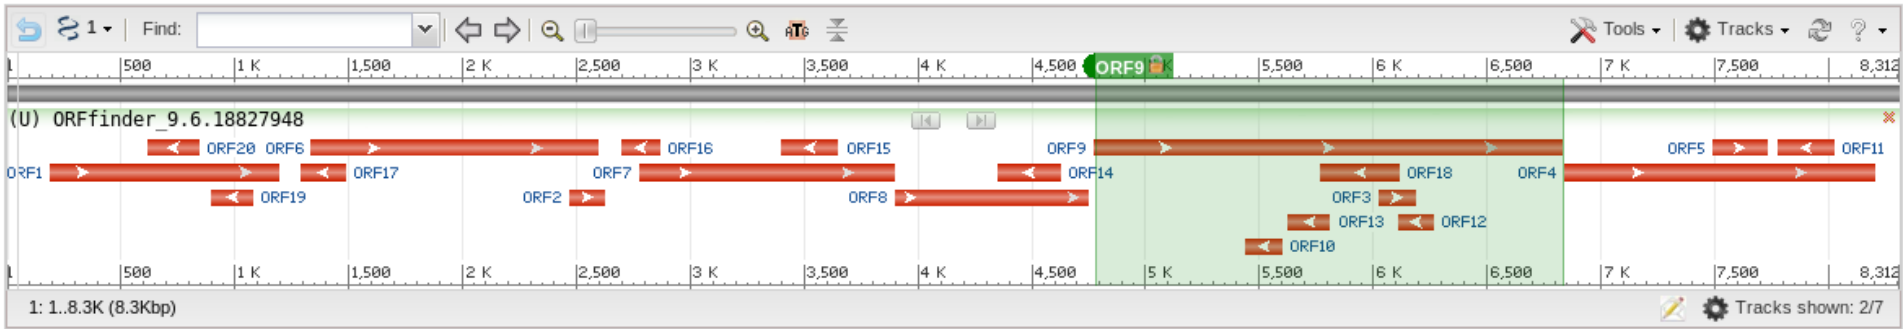 1 Find: ATG Tools Tracks ?
1 500 1 K 1,500 2 K 2,500 3 K 3,500 4 K 4,500 ORF9 K 5,500 6 K 6,500 7 K 7,500 8,312
(U) ORFfinder_9.6.18827948
ORF20 ORF6 ORF16 ORF15 ORF9 ORF5 ORF11
ORF1 ORF17 ORF7 ORF14 ORF18 ORF4
ORF19 ORF2 ORF8 ORF3
ORF13 ORF12
ORF10
1 500 1 K 1,500 2 K 2,500 3 K 3,500 4 K 4,500 5 K 5,500 6 K 6,500 7 K 7,500 8,312
1: 1..8.3K (8.3Kbp) Tracks shown: 2/7